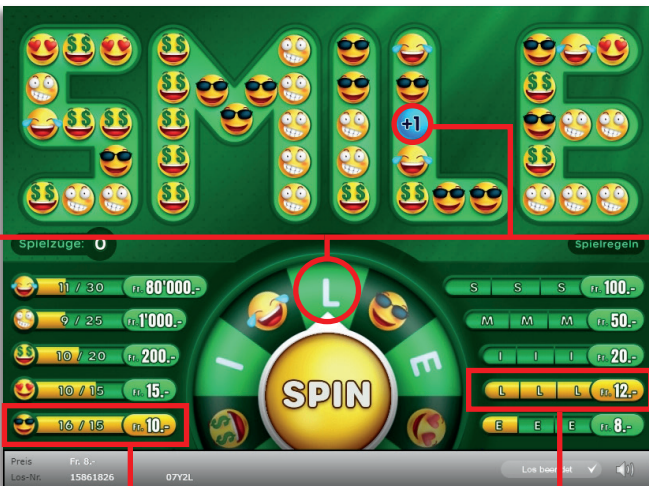 SMILE
+1
Spielzüge: 0
Spielregeln
11 / 30 Fr. 80'000.-
9 / 25 Fr. 1'000.-
10 / 20 Fr. 200.-
10 / 15 Fr. 15.-
16 / 15 Fr. 10.-
I L E
SPIN
S S S Fr. 100.-
M M M Fr. 50.-
I I I Fr. 20.-
L L L Fr. 12.-
E E E Fr. 8.-
Preis Fr. 8.-
Los-Nr. 15861826 07Y2L
Los beendet